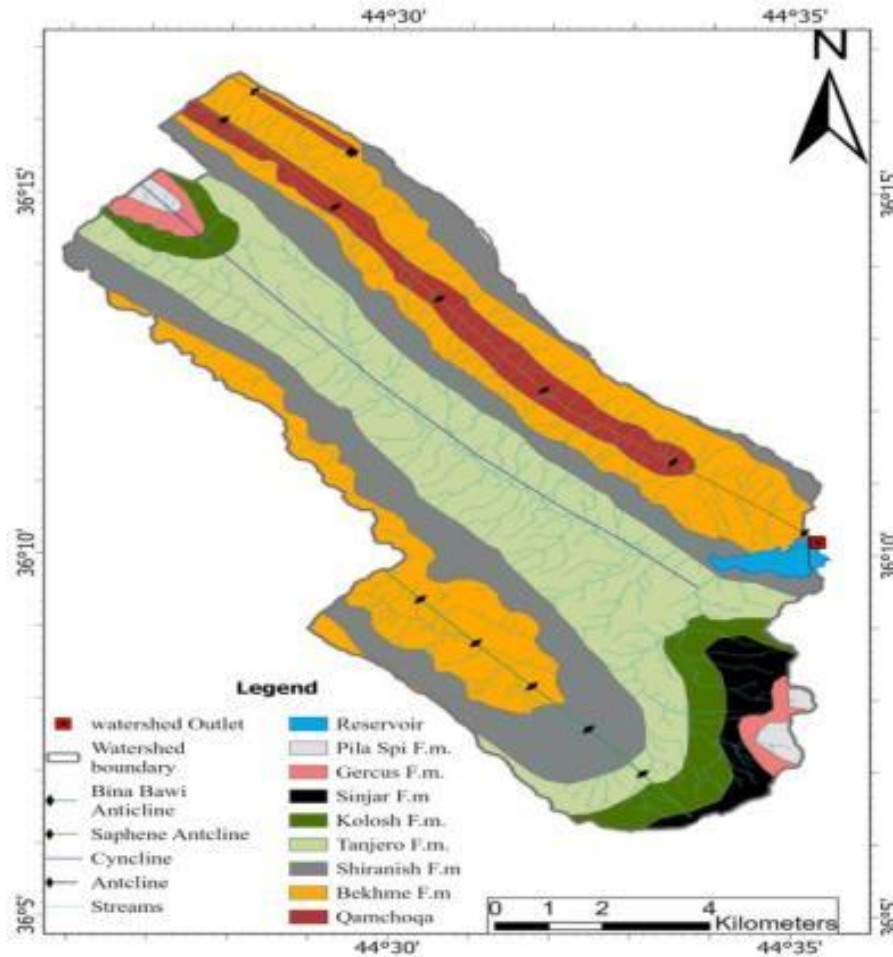 44°30' 44°35'
N
36°15' 36°15'
36°10' 36°10'
Legend
watershed Outlet
Watershed
boundary
Bina Bawi
Anticline
Saphene Antcline
Cyncline
Antcline
Streams
Reservoir
Pila Spi F.m.
Gercus F.m.
Sinjar F.m
Kolosh F.m.
Tanjero F.m.
Shiranish F.m
Bekhme F.m
Qamchoqa
0 1 2 4
Kilometers
36°5' 36°5'
44°30' 44°35'